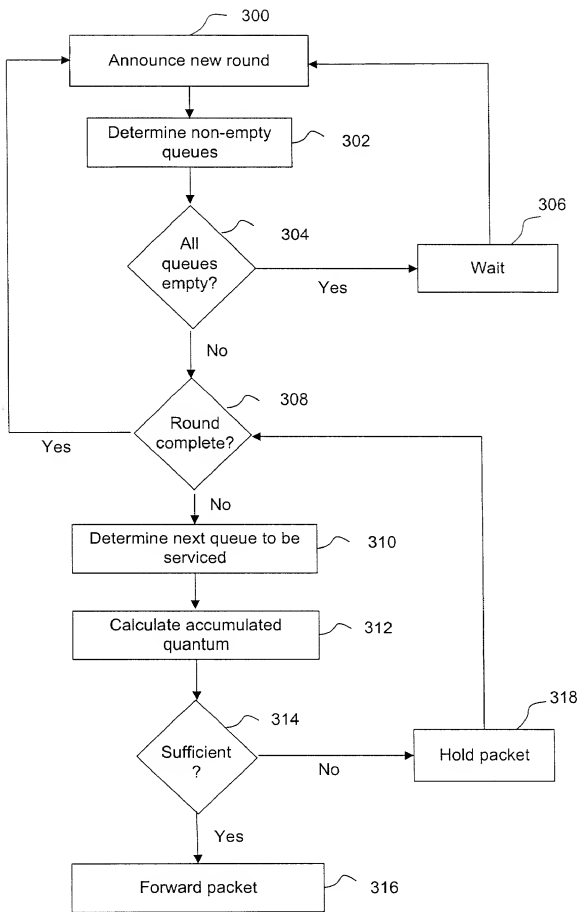 300
Announce new round
Determine non-empty
queues
302
304
All
queues
empty?
306
Wait
Yes
No
308
Round
complete?
Yes
No
Determine next queue to be
serviced
310
Calculate accumulated
quantum
312
314
Sufficient
?
318
Hold packet
No
Yes
Forward packet
316